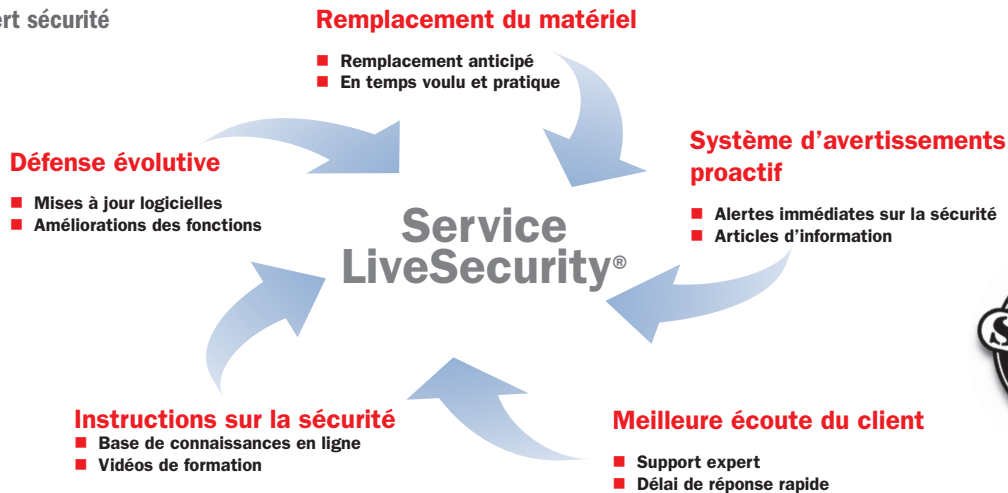 sécurité
Remplacement du matériel
■ Remplacement anticipé
■ En temps voulu et pratique
Système d’avertissements
proactif
■ Alertes immédiates sur la sécurité
■ Articles d’information
Défense évolutive
■ Mises à jour logicielles
■ Améliorations des fonctions
Service
LiveSecurity®
Instructions sur la sécurité
■ Base de connaissances en ligne
■ Vidéos de formation
Meilleure écoute du client
■ Support expert
■ Délai de réponse rapide